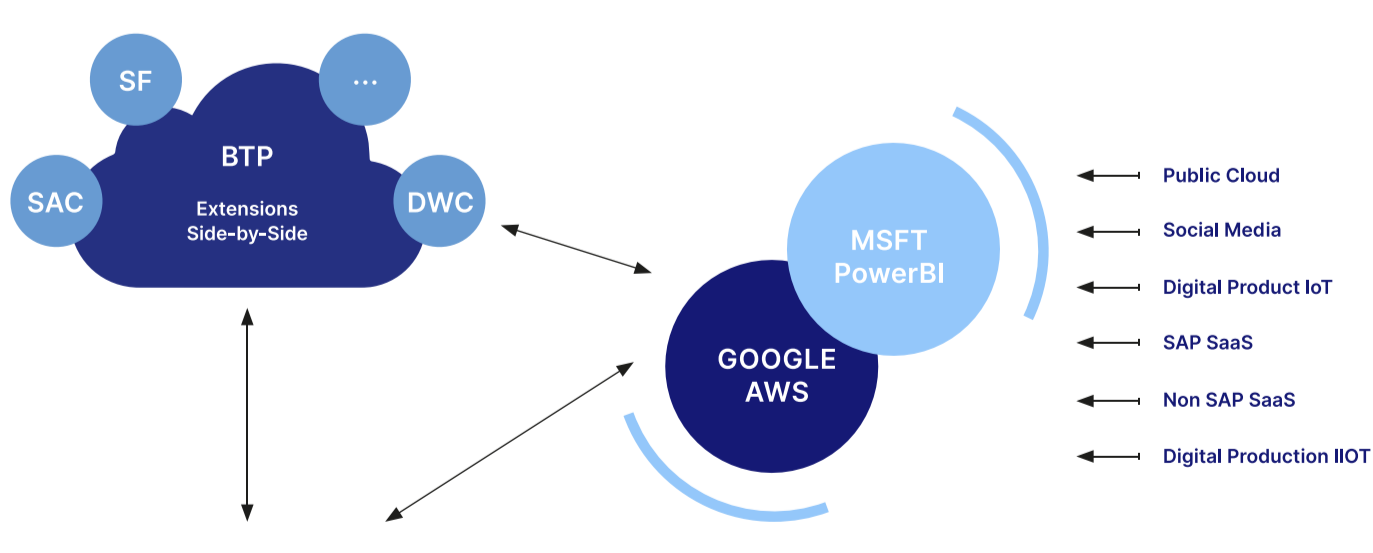 SF
...
BTP
SAC
Extensions
Side-by-Side
DWC
MSFT
PowerBI
GOOGLE
AWS
Public Cloud
Social Media
Digital Product IoT
SAP SaaS
Non SAP SaaS
Digital Production IIOT